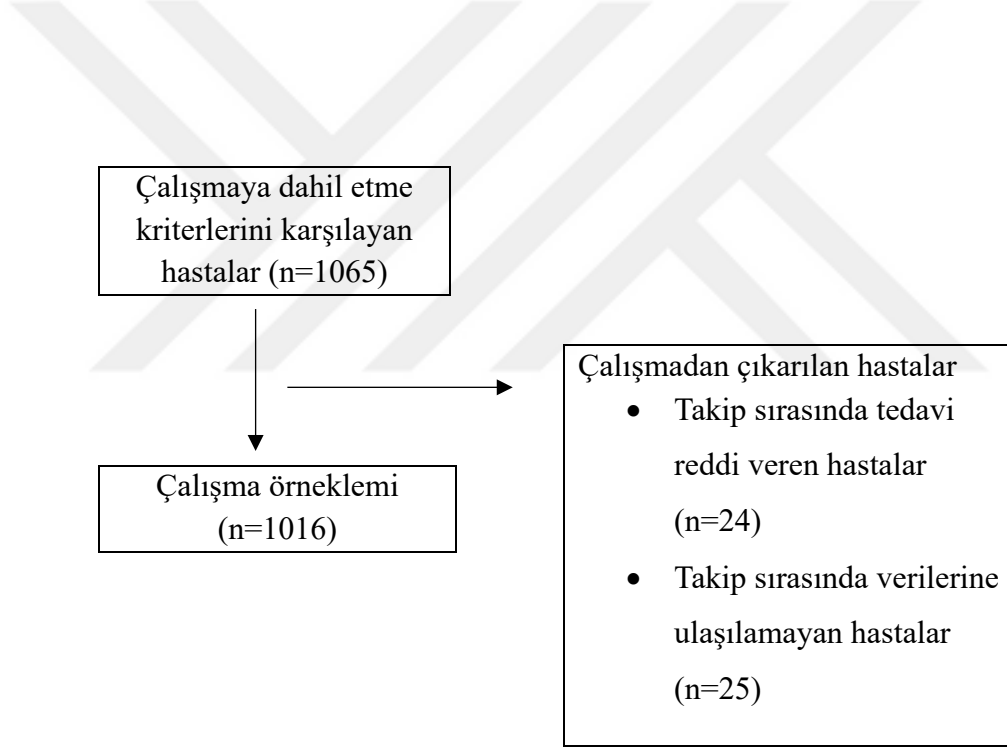 Çalışmaya dahil etme
kriterlerini karşılayan
hastalar (n=1065)
Çalışmadan çıkarılan hastalar
• Takip sırasında tedavi
reddi veren hastalar
(n=24)
• Takip sırasında verilerine
ulaşılamayan hastalar
(n=25)
Çalışma örneklemi
(n=1016)